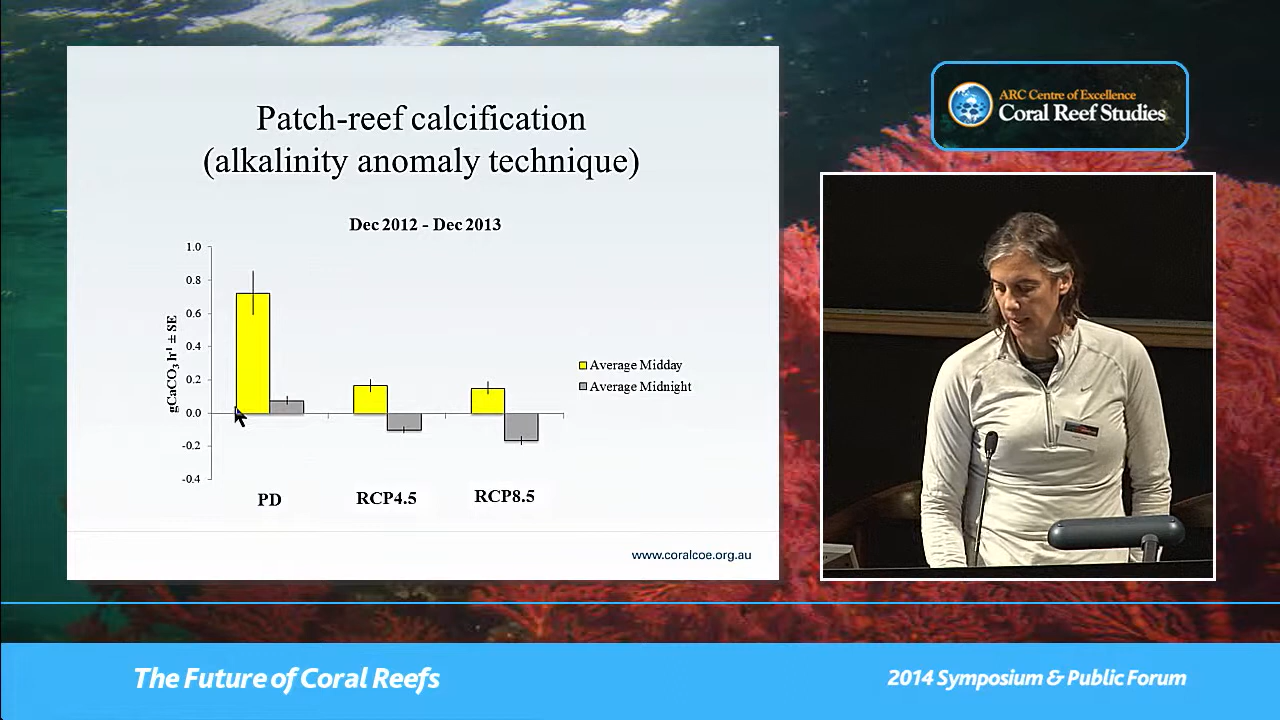 Patch-reef calcification
(alkalinity anomaly technique)
Dec 2012 - Dec 2013
1.0
0.8
0.6
0.4
0.2
0.0
-0.2
-0.4
gCaCO₃ h¹ ± SE
Average Midday
Average Midnight
PD
RCP4.5
RCP8.5
www.coralcoe.org.au
ARC Centre of Excellence
Coral Reef Studies
The Future of Coral Reefs
2014 Symposium & Public Forum